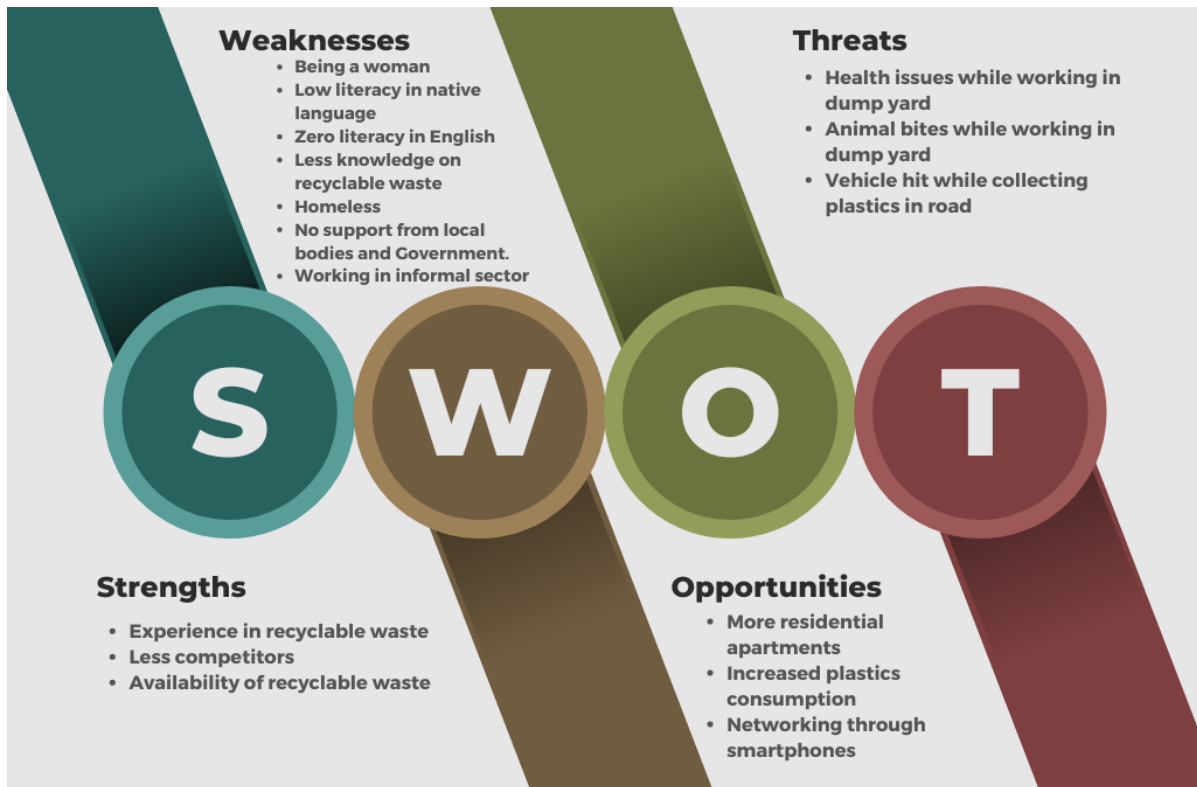 Weaknesses
• Being a woman
• Low literacy in native
language
• Zero literacy in English
• Less knowledge on
recyclable waste
• Homeless
• No support from local
bodies and Government.
• Working in informal sector
Threats
• Health issues while working in
dump yard
• Animal bites while working in
dump yard
• Vehicle hit while collecting
plastics in road
S W O T
Strengths
• Experience in recyclable waste
• Less competitors
• Availability of recyclable waste
Opportunities
• More residential
apartments
• Increased plastics
consumption
• Networking through
smartphones